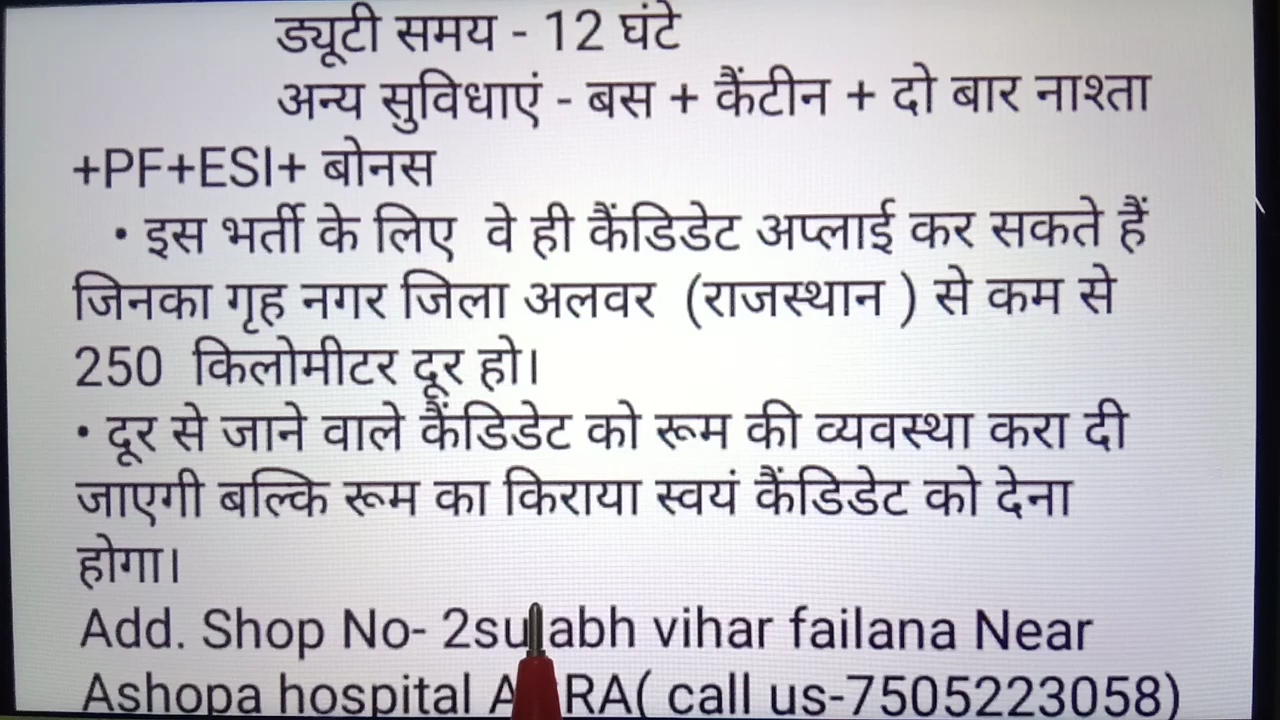 ड्यूटी समय - 12 घंटे
अन्य सुविधाएं - बस + कैंटीन + दो बार नाश्ता
+PF+ESI+ बोनस
• इस भर्ती के लिए वे ही कैंडिडेट अप्लाई कर सकते हैं
जिनका गृह नगर जिला अलवर (राजस्थान ) से कम से
250 किलोमीटर दूर हो।
• दूर से जाने वाले कैंडिडेट को रूम की व्यवस्था करा दी
जाएगी बल्कि रूम का किराया स्वयं कैंडिडेट को देना
होगा।
Add. Shop No- 2sulabh vihar failana Near
Ashopa hospital ( call us-7505223058)